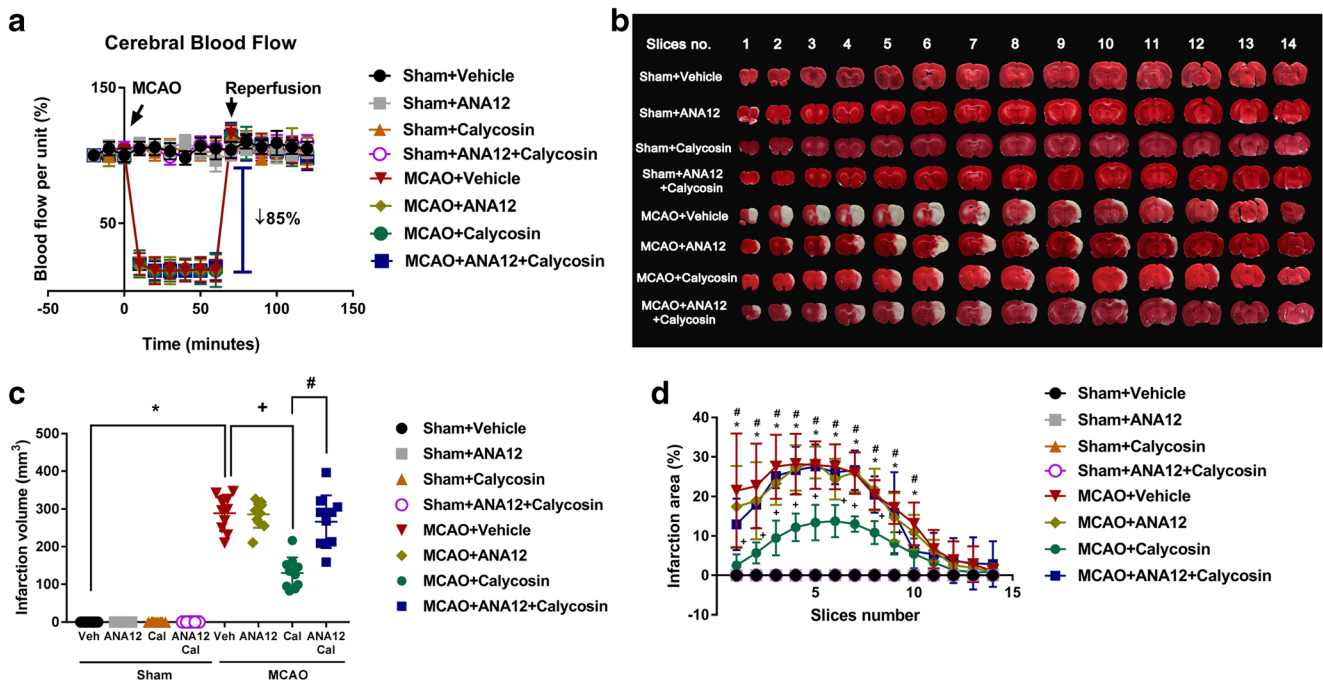 a
Cerebral Blood Flow
Blood flow per unit (%)
150
50
MCAO
Reperfusion
↓85%
-50
0
50
100
150
Time (minutes)
Sham+Vehicle
Sham+ANA12
Sham+Calycosin
Sham+ANA12+Calycosin
MCAO+Vehicle
MCAO+ANA12
MCAO+Calycosin
MCAO+ANA12+Calycosin
b
Slices no. 1 2 3 4 5 6 7 8 9 10 11 12 13 14
Sham+Vehicle
Sham+ANA12
Sham+Calycosin
Sham+ANA12
+Calycosin
MCAO+Vehicle
MCAO+ANA12
MCAO+Calycosin
MCAO+ANA12
+Calycosin
c
Infarction volume (mm³)
500
400
300
200
100
0
*
+
#
Veh ANA12 Cal ANA12 Veh ANA12 Cal ANA12
Cal Cal
Sham MCAO
Sham+Vehicle
Sham+ANA12
Sham+Calycosin
Sham+ANA12+Calycosin
MCAO+Vehicle
MCAO+ANA12
MCAO+Calycosin
MCAO+ANA12+Calycosin
d
Infarction area (%)
40
30
20
10
0
-10
# # # # # # # # # #
* * * * * * * * * *
+ + + + + + + + +
5 10 15
Slices number
Sham+Vehicle
Sham+ANA12
Sham+Calycosin
Sham+ANA12+Calycosin
MCAO+Vehicle
MCAO+ANA12
MCAO+Calycosin
MCAO+ANA12+Calycosin